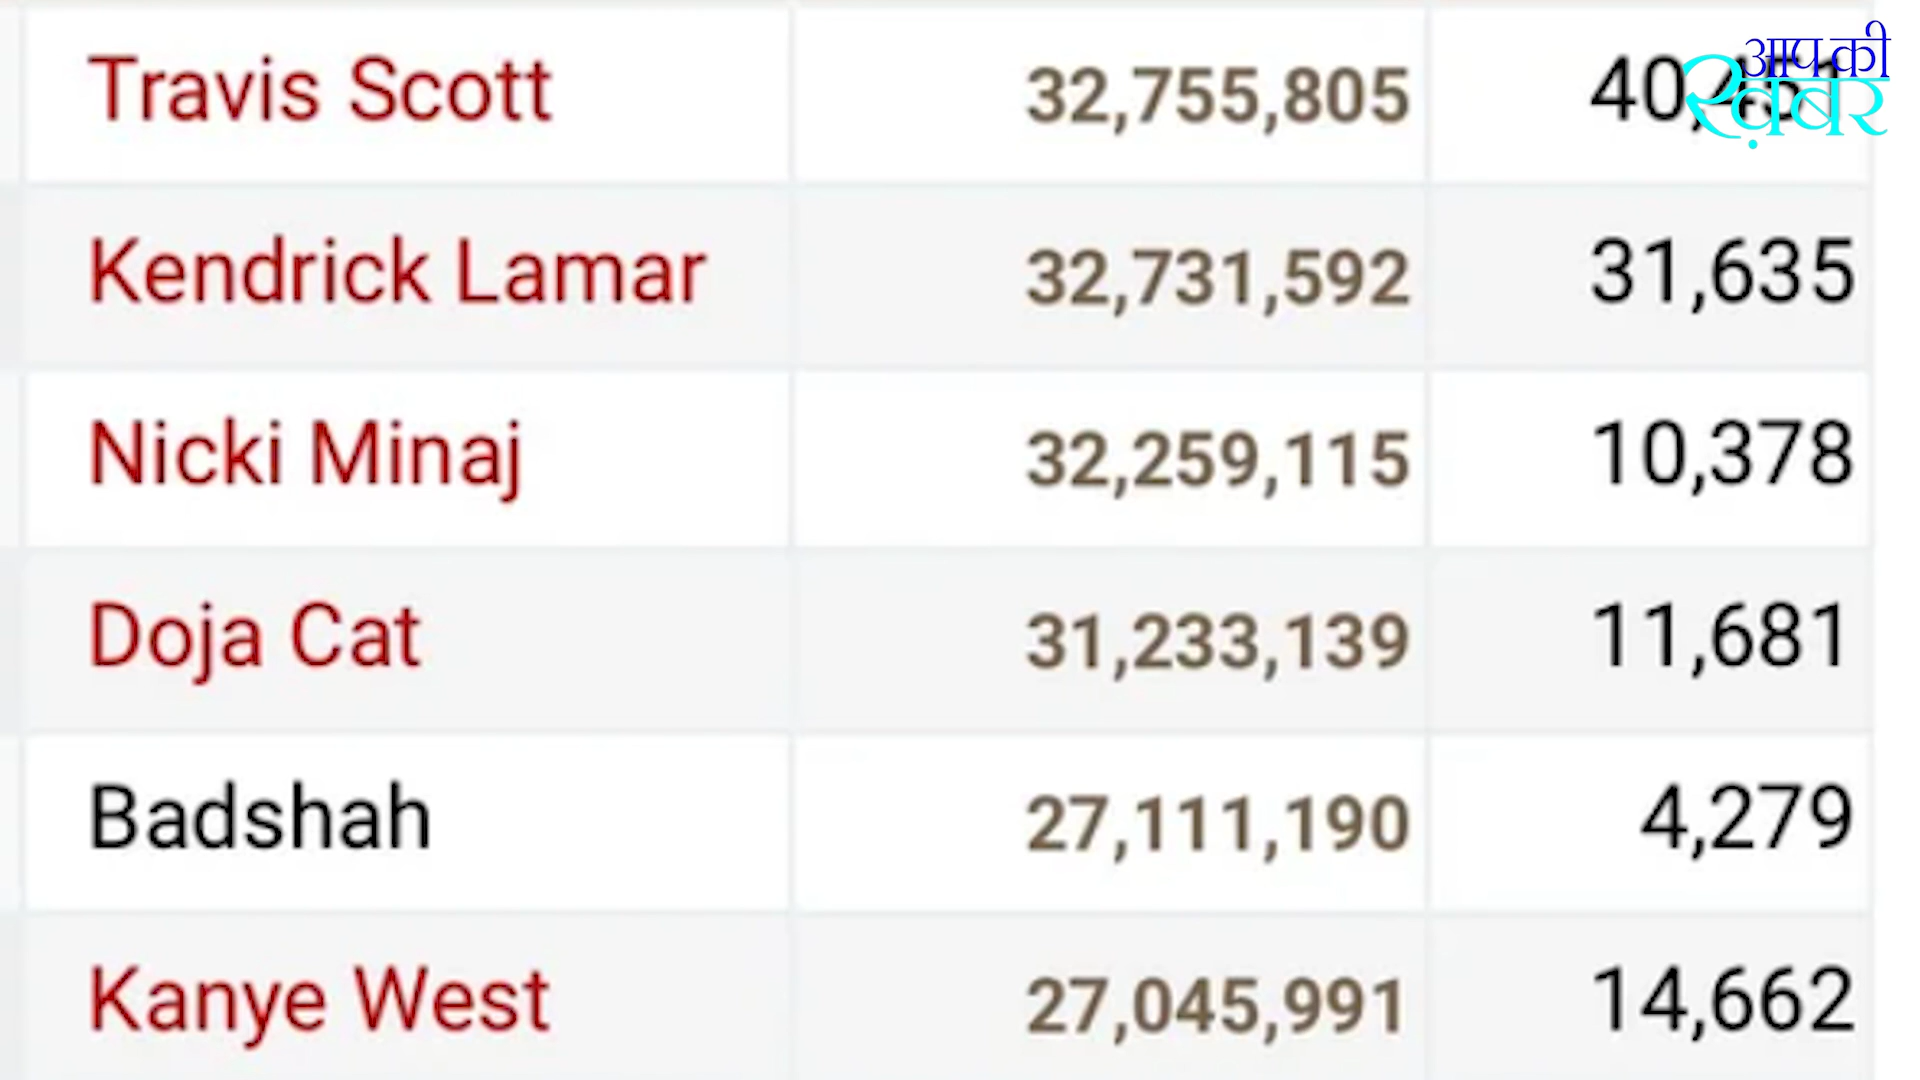 Travis Scott 32,755,805
आप की
ख़बर
Kendrick Lamar 32,731,592 31,635
Nicki Minaj 32,259,115 10,378
Doja Cat 31,233,139 11,681
Badshah 27,111,190 4,279
Kanye West 27,045,991 14,662